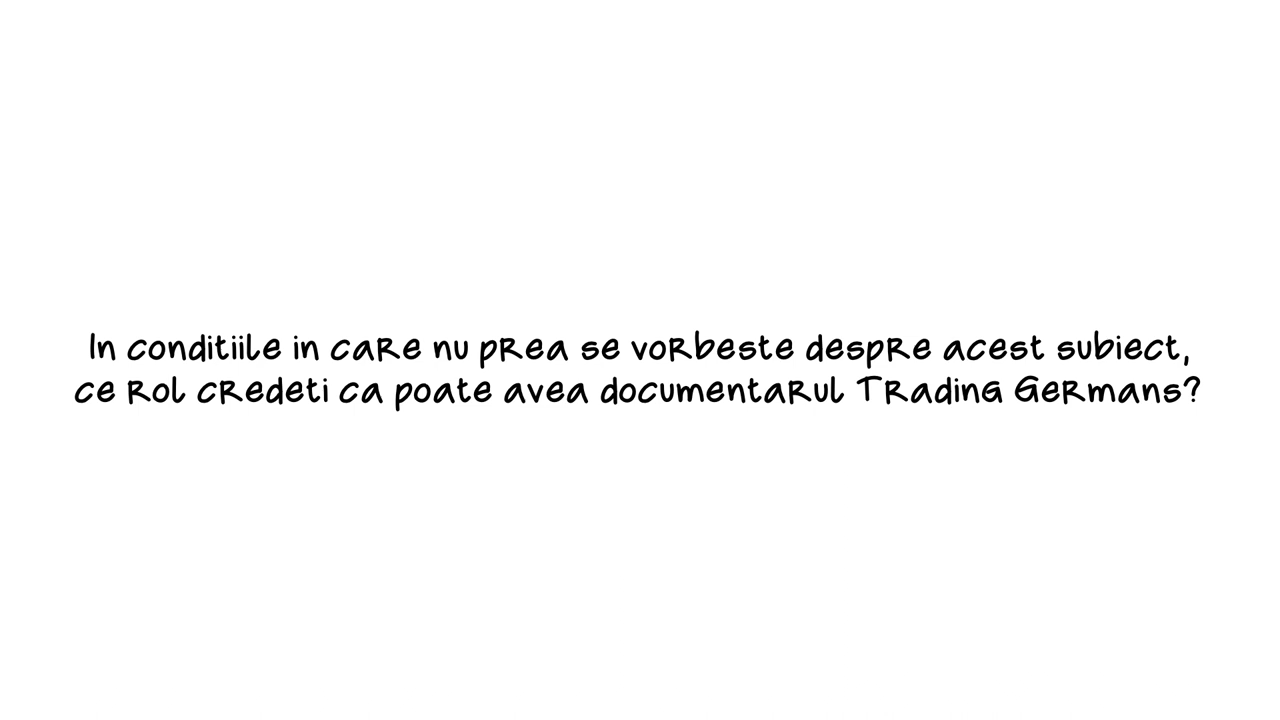 In conditiile in care nu prea se vorbeste despre acest subiect,
ce rol credeti ca poate avea documentarul Trading Germans?